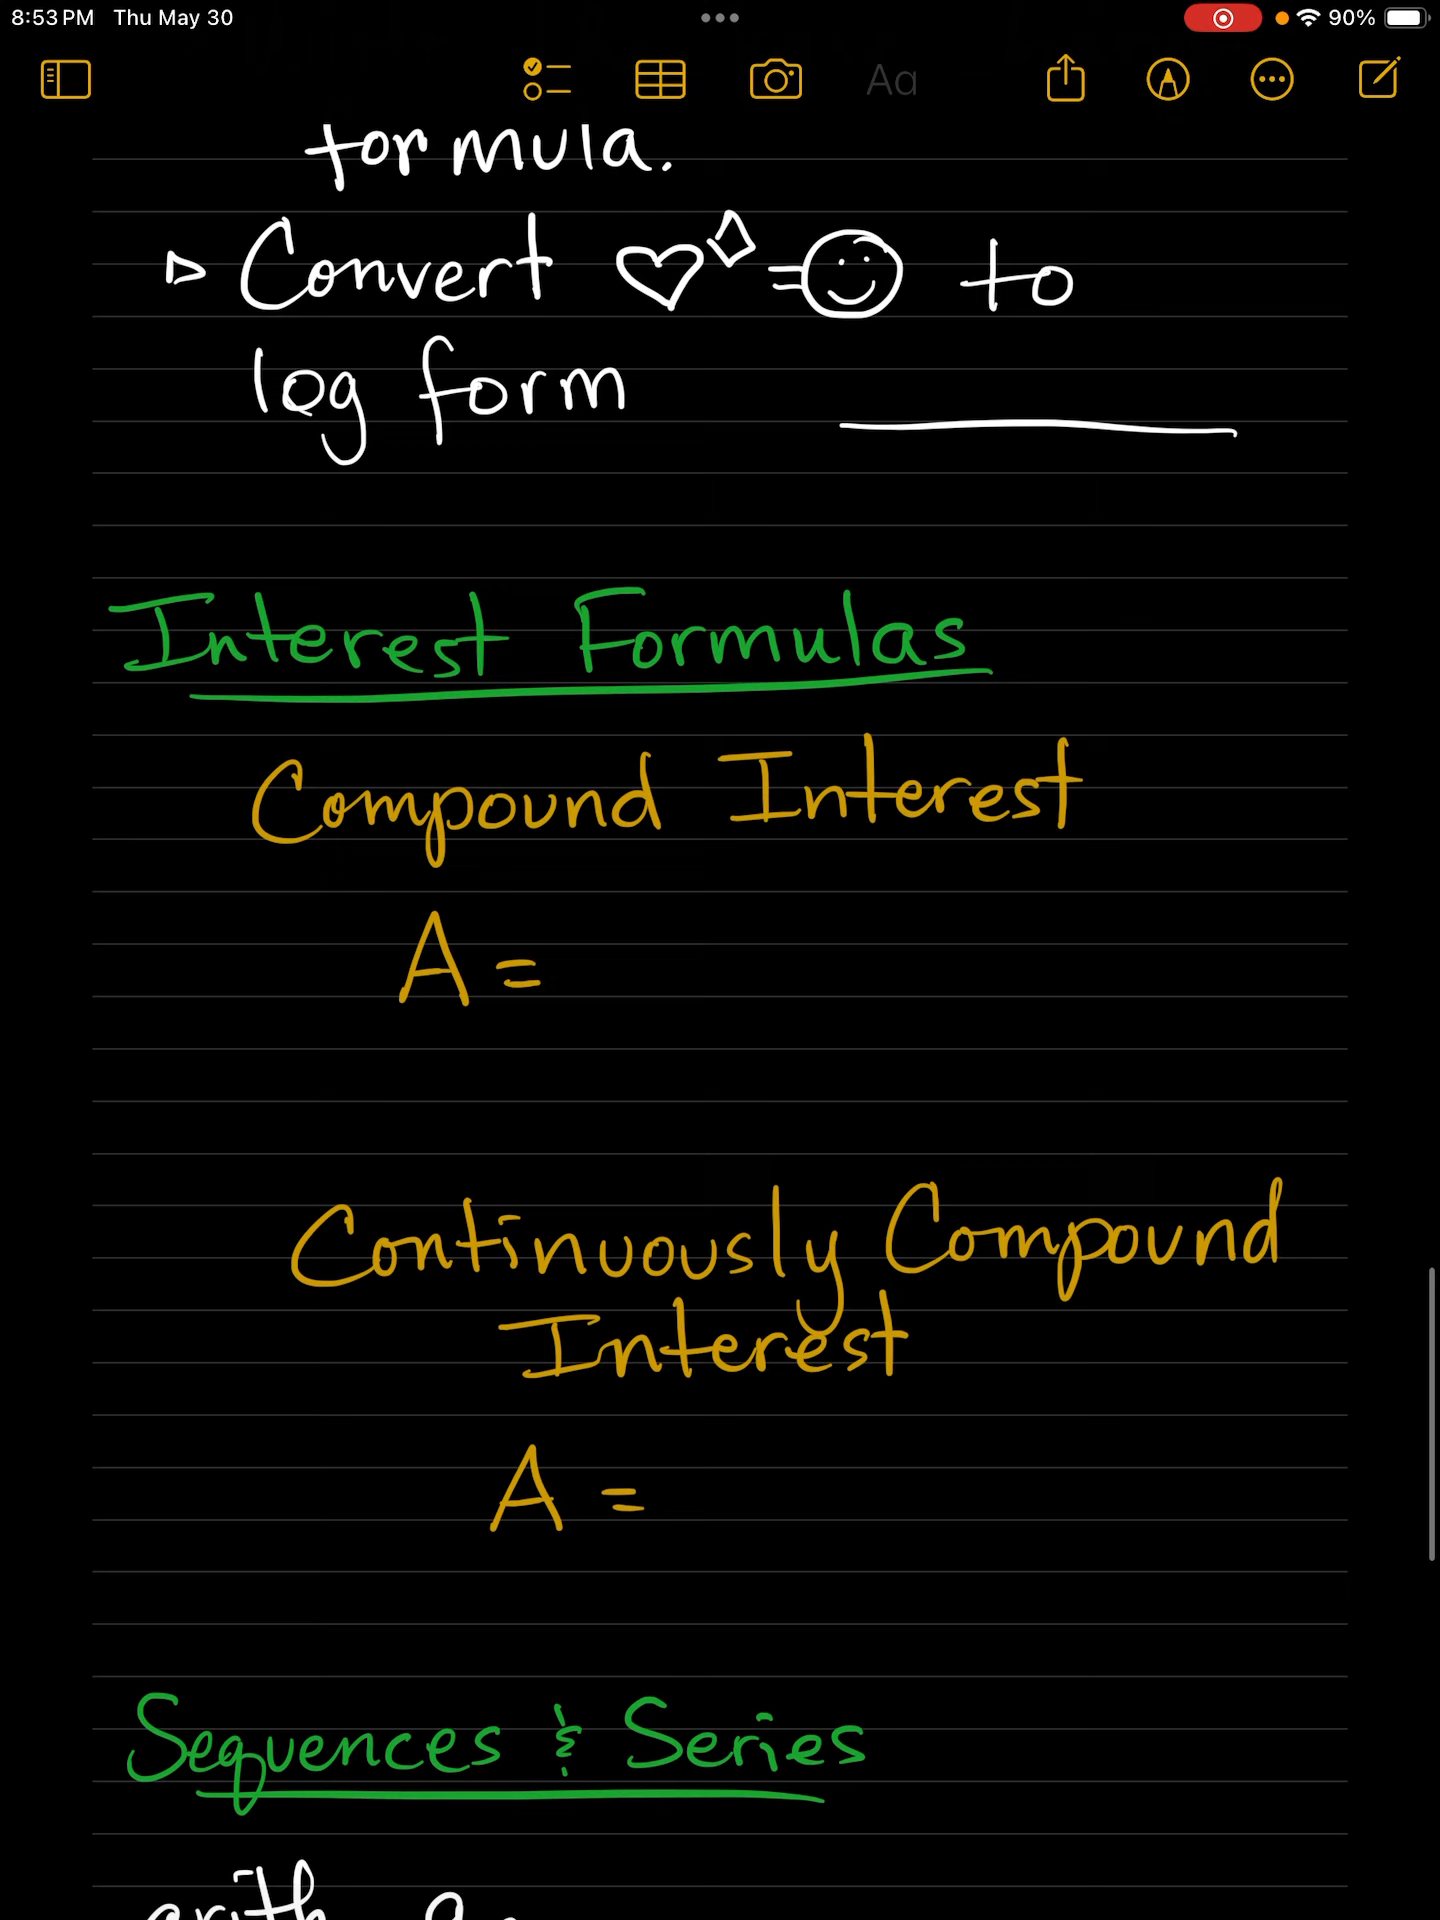 8:53 PM Thu May 30 90%
Aa
formula.
Convert ♡◇ = ☺ to
log form
Interest Formulas
Compound Interest
A =
Continuously Compound
Interest
A =
Sequences & Series
arith